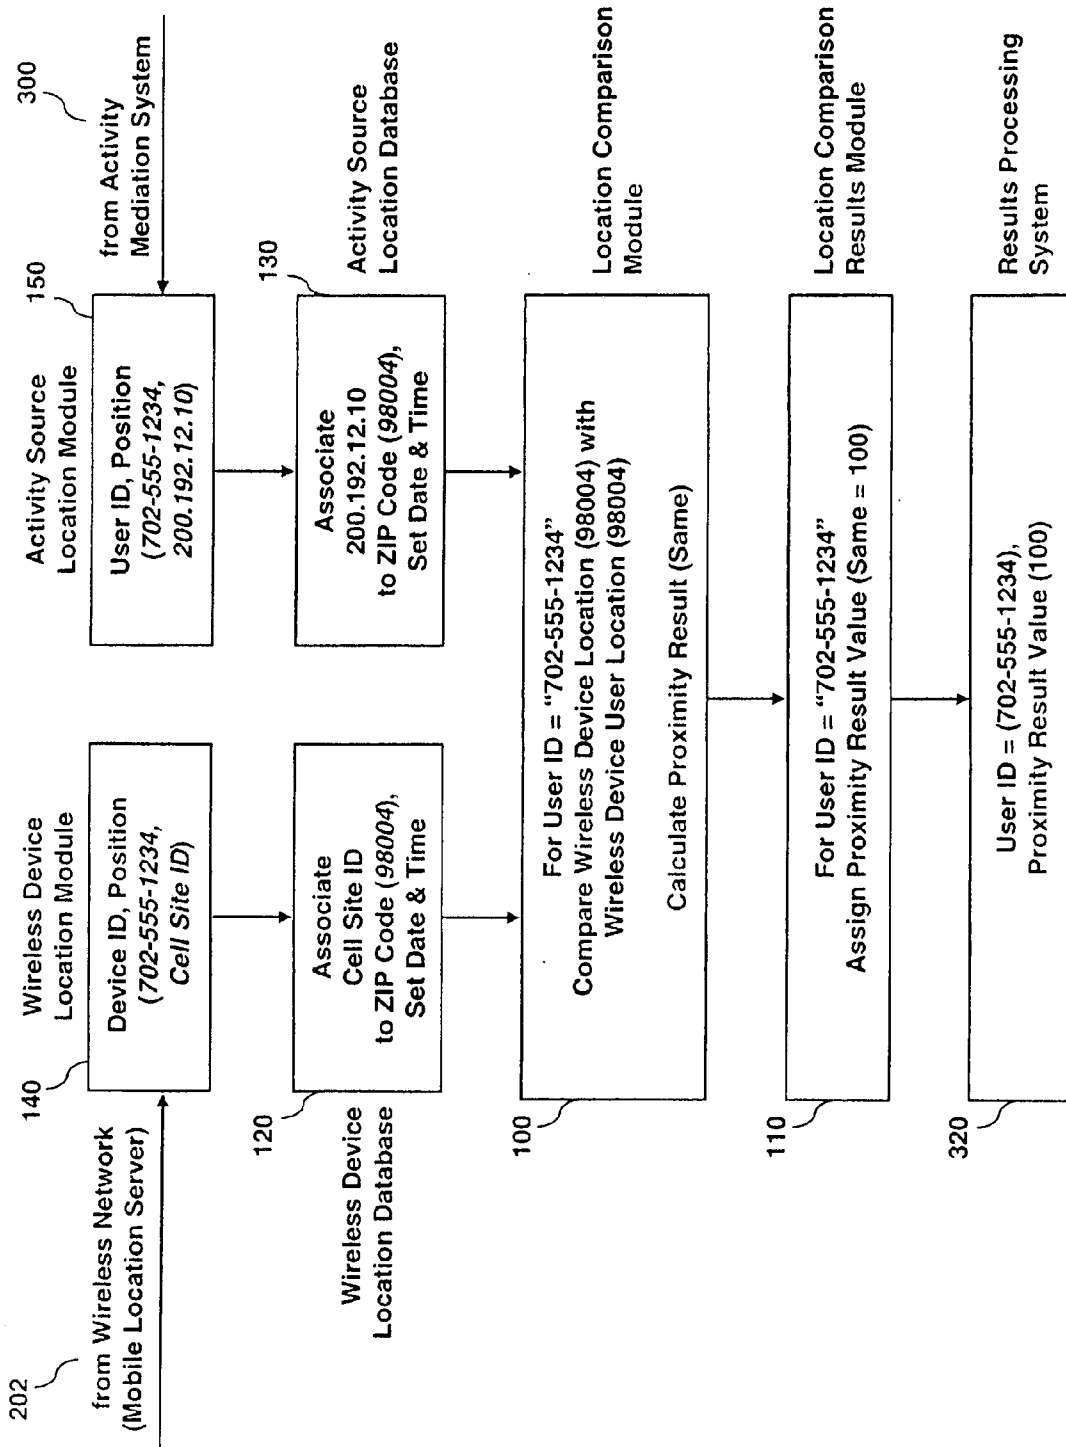 202
from Wireless Network
(Mobile Location Server)
140
Wireless Device
Location Module
Device ID, Position
(702-555-1234,
Cell Site ID)
Activity Source
Location Module
150
User ID, Position
(702-555-1234,
200.192.12.10)
300
from Activity
Mediation System
Wireless Device
Location Database
120
Associate
Cell Site ID
to ZIP Code (98004),
Set Date & Time
Associate
200.192.12.10
to ZIP Code (98004),
Set Date & Time
130
Activity Source
Location Database
100
For User ID = "702-555-1234"
Compare Wireless Device Location (98004) with
Wireless Device User Location (98004)
Calculate Proximity Result (Same)
Location Comparison
Module
110
For User ID = "702-555-1234"
Assign Proximity Result Value (Same = 100)
Location Comparison
Results Module
320
User ID = (702-555-1234),
Proximity Result Value (100)
Results Processing
System